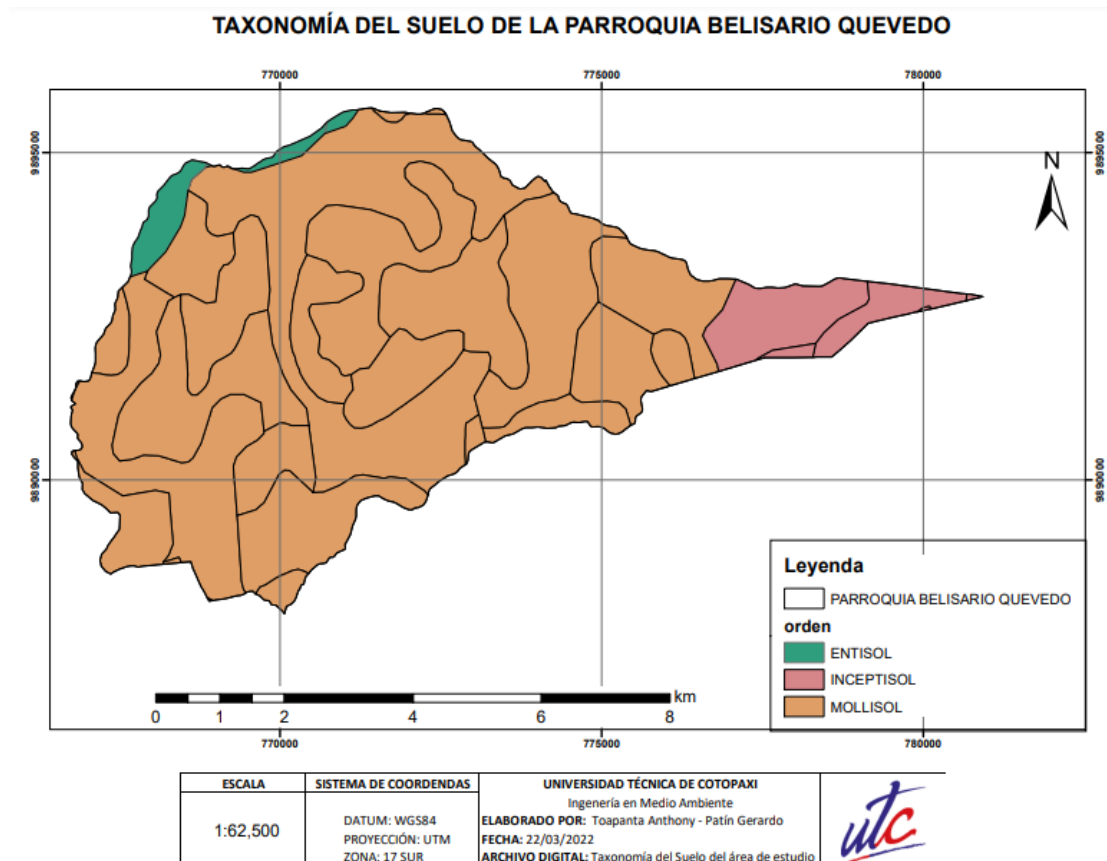 TAXONOMÍA DEL SUELO DE LA PARROQUIA BELISARIO QUEVEDO
770000 775000 780000
9895000 9895000
N
9890000 9890000
Leyenda
PARROQUIA BELISARIO QUEVEDO
orden
ENTISOL
INCEPTISOL
MOLLISOL
km
0 1 2 4 6 8
770000 775000 780000
ESCALA
1:62,500
SISTEMA DE COORDENDAS
DATUM: WGS84
PROYECCIÓN: UTM
ZONA: 17 SUR
UNIVERSIDAD TÉCNICA DE COTOPAXI
Ingenería en Medio Ambiente
ELABORADO POR: Toapanta Anthony - Patín Gerardo
FECHA: 22/03/2022
ARCHIVO DIGITAL: Taxonomía del Suelo del área de estudio
utc